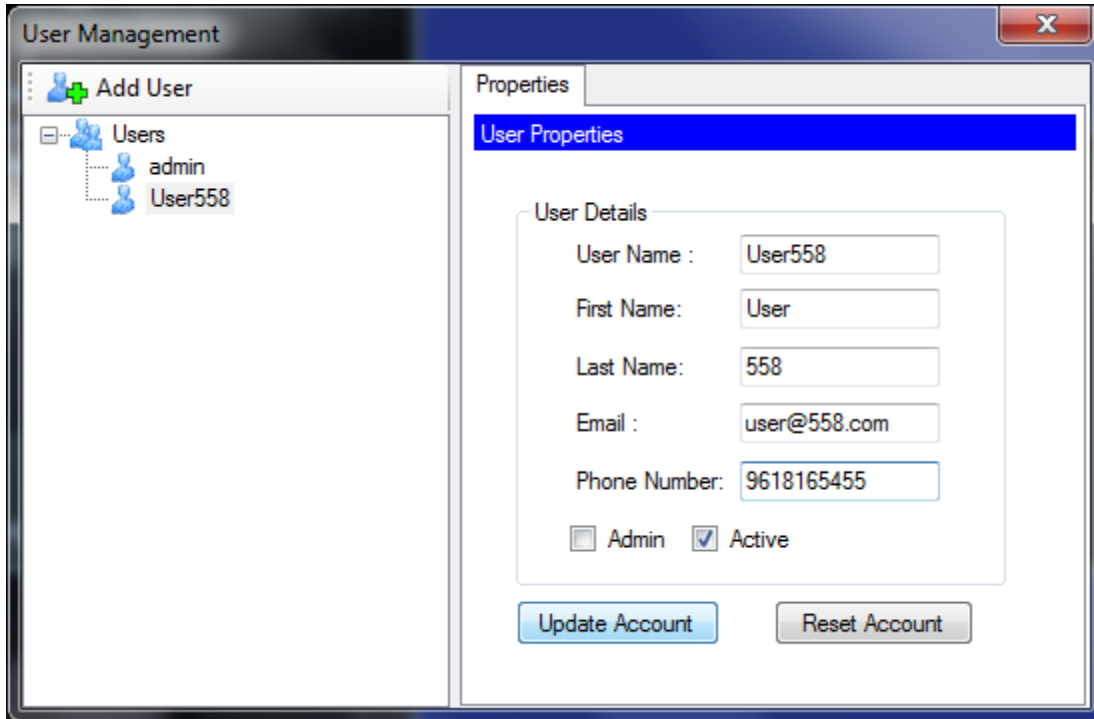 User Management
x
Add User
Users
admin
User558
Properties
User Properties
User Details
User Name : User558
First Name: User
Last Name: 558
Email : user@558.com
Phone Number: 9618165455
Admin Active
Update Account Reset Account